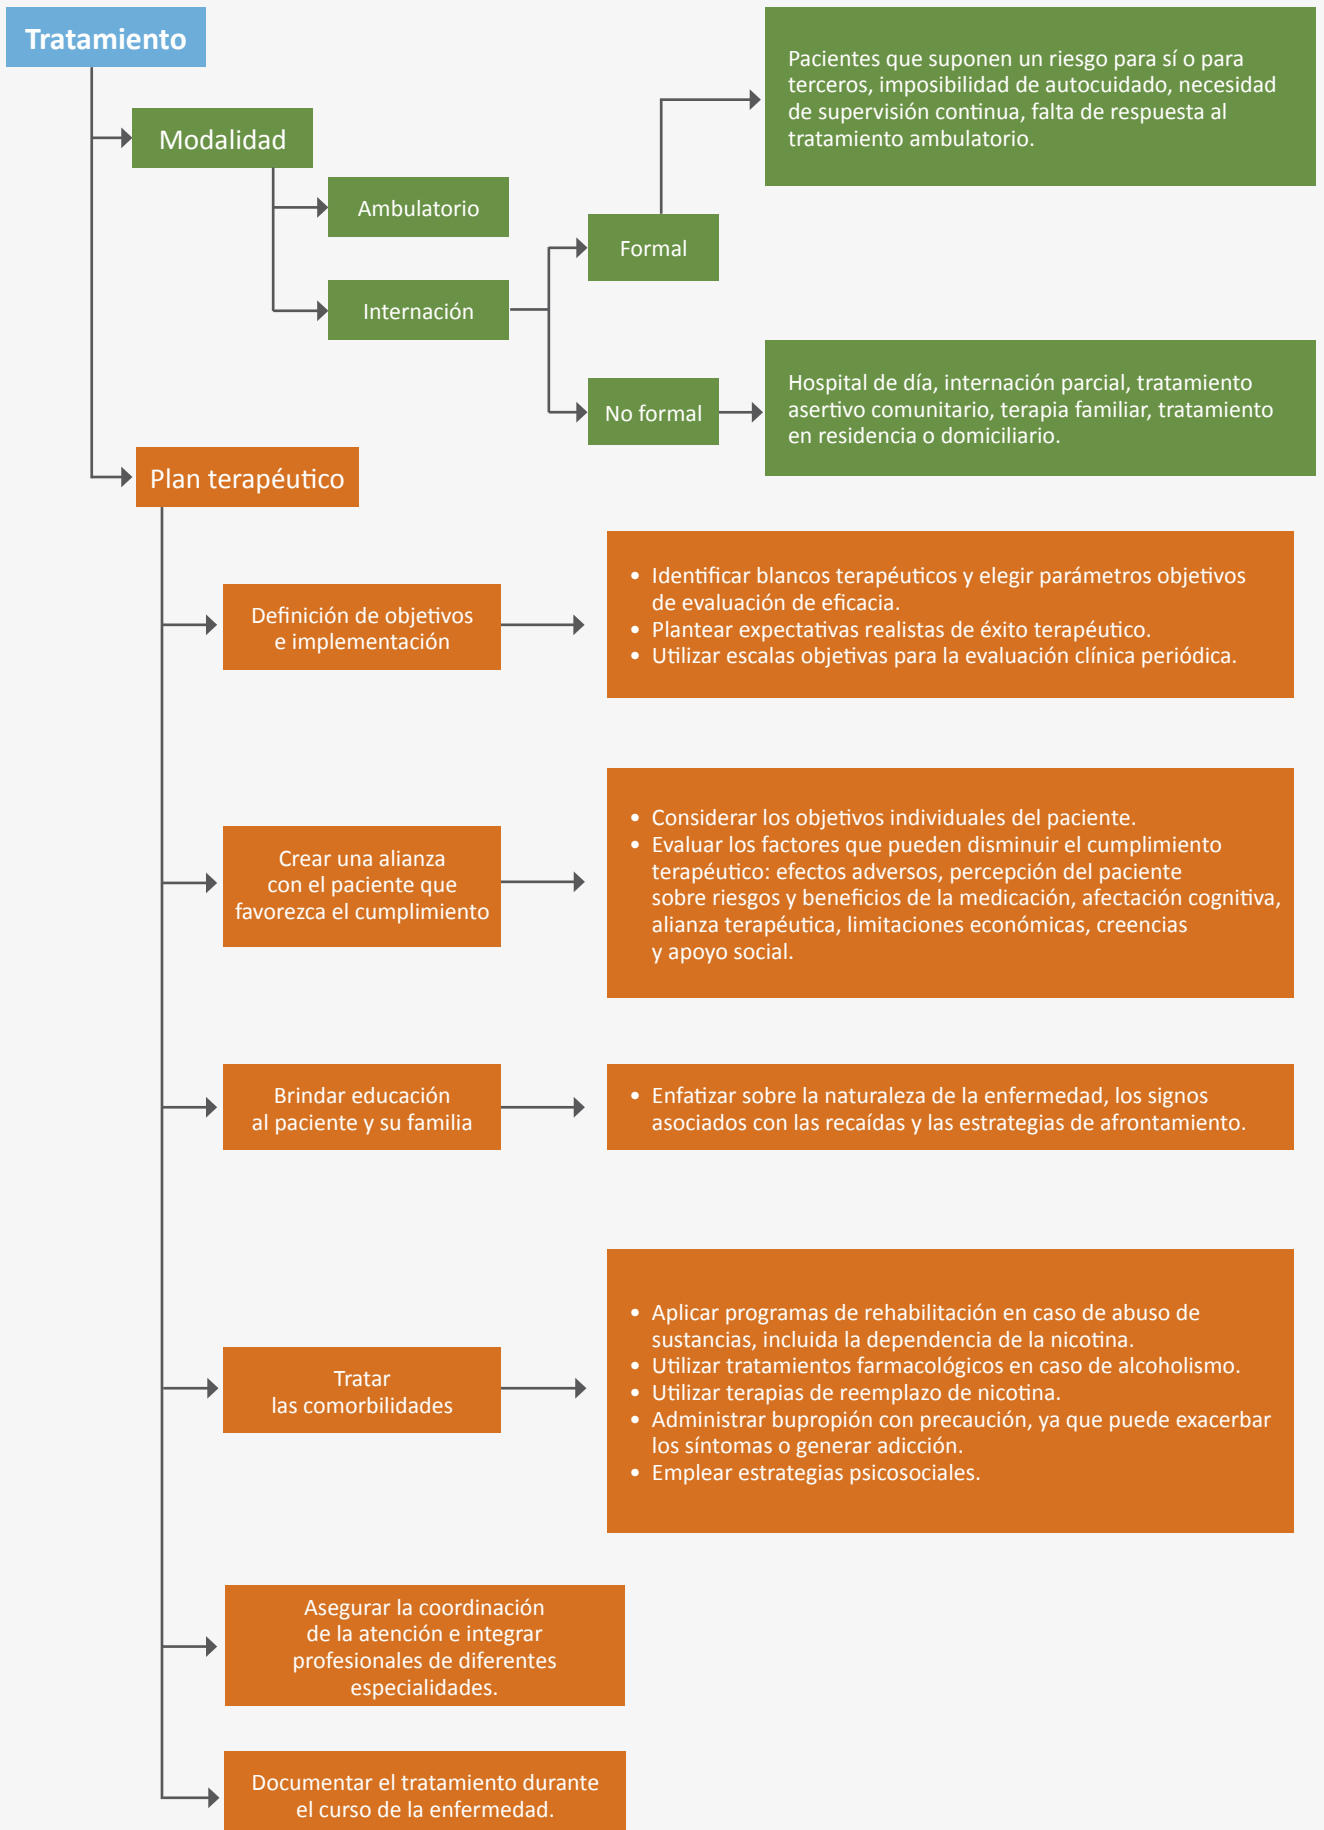 Tratamiento
Modalidad
Ambulatorio
Internación
Formal
Pacientes que suponen un riesgo para sí o para
terceros, imposibilidad de autocuidado, necesidad
de supervisión continua, falta de respuesta al
tratamiento ambulatorio.
No formal
Hospital de día, internación parcial, tratamiento
asertivo comunitario, terapia familiar, tratamiento
en residencia o domiciliario.
Plan terapéutico
Definición de objetivos
e implementación
• Identificar blancos terapéuticos y elegir parámetros objetivos
de evaluación de eficacia.
• Plantear expectativas realistas de éxito terapéutico.
• Utilizar escalas objetivas para la evaluación clínica periódica.
Crear una alianza
con el paciente que
favorezca el cumplimiento
• Considerar los objetivos individuales del paciente.
• Evaluar los factores que pueden disminuir el cumplimiento
terapéutico: efectos adversos, percepción del paciente
sobre riesgos y beneficios de la medicación, afectación cognitiva,
alianza terapéutica, limitaciones económicas, creencias
y apoyo social.
Brindar educación
al paciente y su familia
• Enfatizar sobre la naturaleza de la enfermedad, los signos
asociados con las recaídas y las estrategias de afrontamiento.
Tratar
las comorbilidades
• Aplicar programas de rehabilitación en caso de abuso de
sustancias, incluida la dependencia de la nicotina.
• Utilizar tratamientos farmacológicos en caso de alcoholismo.
• Utilizar terapias de reemplazo de nicotina.
• Administrar bupropión con precaución, ya que puede exacerbar
los síntomas o generar adicción.
• Emplear estrategias psicosociales.
Asegurar la coordinación
de la atención e integrar
profesionales de diferentes
especialidades.
Documentar el tratamiento durante
el curso de la enfermedad.